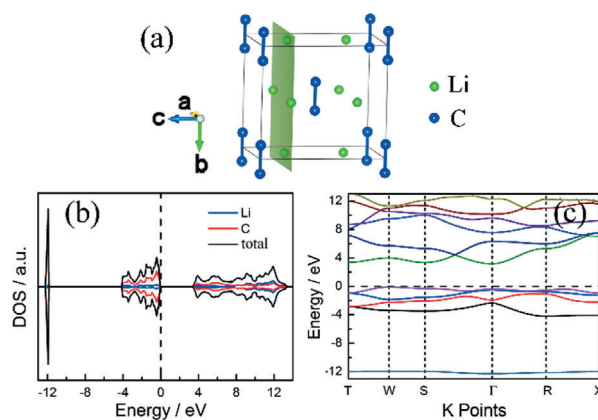 (a)
a
c
b
Li
C
(b)
Li
C
total
DOS / a.u.
-12 -8 -4 0 4 8 12
Energy / eV
(c)
12
8
4
0
-4
-8
-12
Energy / eV
T W S Γ R X
K Points